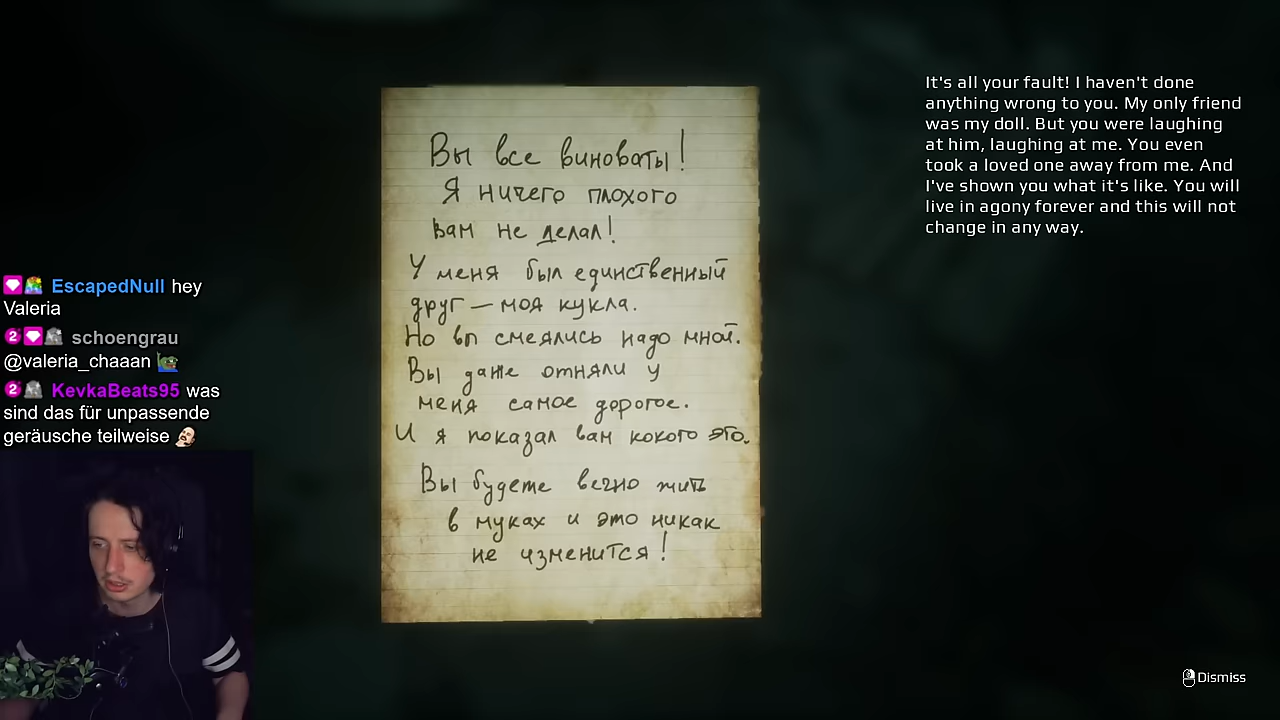 Вы все виноваты!
Я ничего плохого
вам не делал!
У меня был единственный
друг — моя кукла.
Но вы смеялись надо мной.
Вы даже отняли у
меня самое дорогое.
И я показал вам кокого это.
Вы будете вечно жить
в муках и это никак
не изменится!
It's all your fault! I haven't done
anything wrong to you. My only friend
was my doll. But you were laughing
at him, laughing at me. You even
took a loved one away from me. And
I've shown you what it's like. You will
live in agony forever and this will not
change in any way.
EscapedNull hey
Valeria
2 schoengrau
@valeria_chaaan
2 KevkaBeats95 was
sind das für unpassende
geräusche teilweise
Dismiss